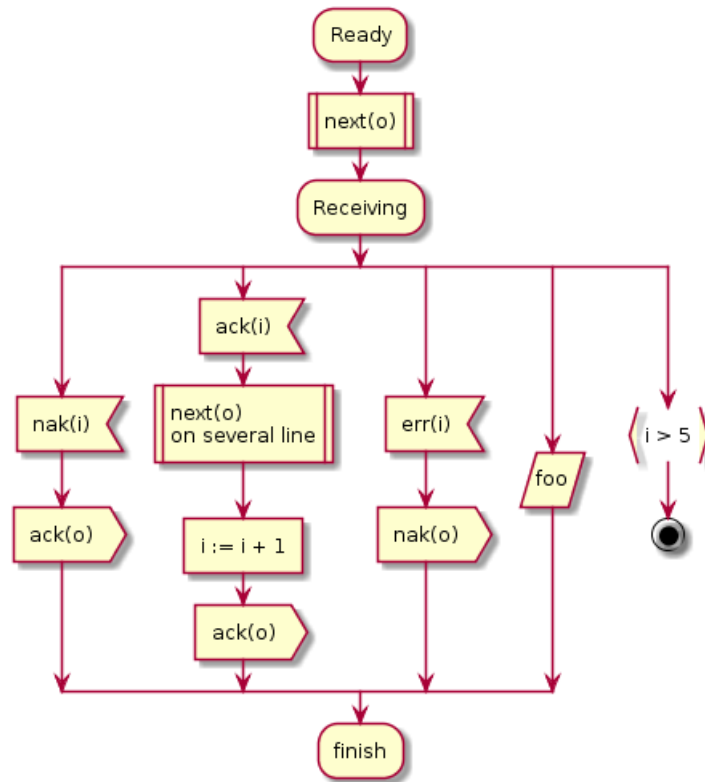 Ready
next(o)
Receiving
nak(i)
ack(o)
ack(i)
next(o)
on several line
i := i + 1
ack(o)
err(i)
nak(o)
foo
i > 5
finish